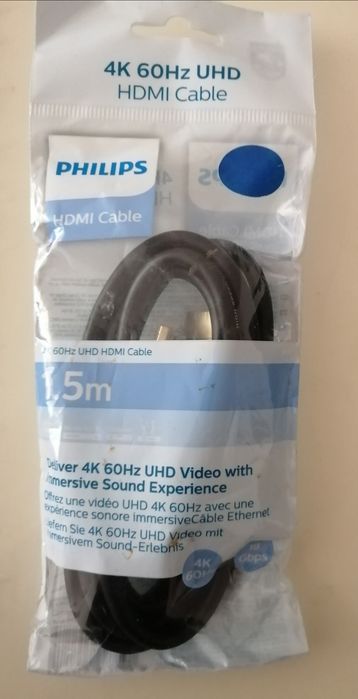 4K 60Hz UHD
HDMI Cable
PHILIPS
HDMI Cable
60Hz UHD HDMI Cable
1.5m
Deliver 4K 60Hz UHD Video with
Immersive Sound Experience
Offrez une vidéo UHD 4K 60Hz avec une
expérience sonore immersiveCâble Ethernet
Liefern Sie 4K 60Hz UHD Video mit
immersivem Sound-Erlebnis
4K
60Hz
Gbps